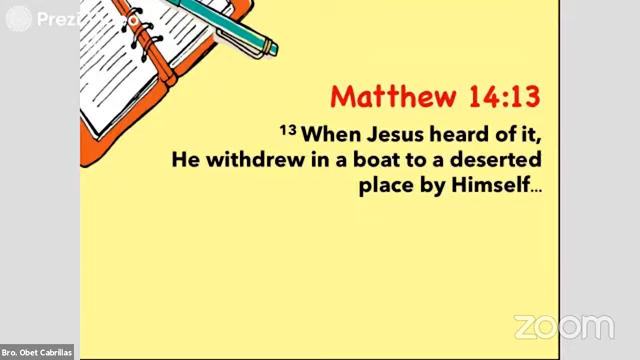 Prezi Video
Matthew 14:13
13 When Jesus heard of it,
He withdrew in a boat to a deserted
place by Himself...
zoom
Bro. Obet Cabrillas